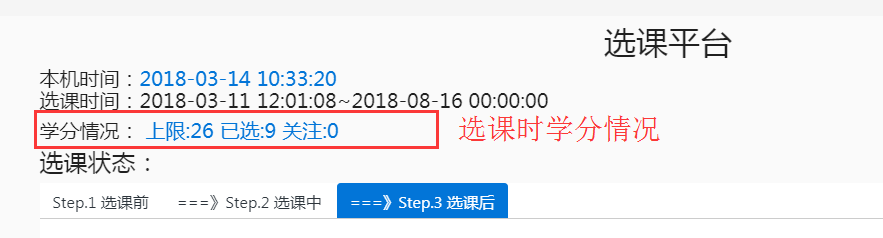 选课平台
本机时间：2018-03-14 10:33:20
选课时间：2018-03-11 12:01:08~2018-08-16 00:00:00
学分情况： 上限:26 已选:9 关注:0 选课时学分情况
选课状态：
Step.1 选课前 ===》Step.2 选课中 ===》Step.3 选课后